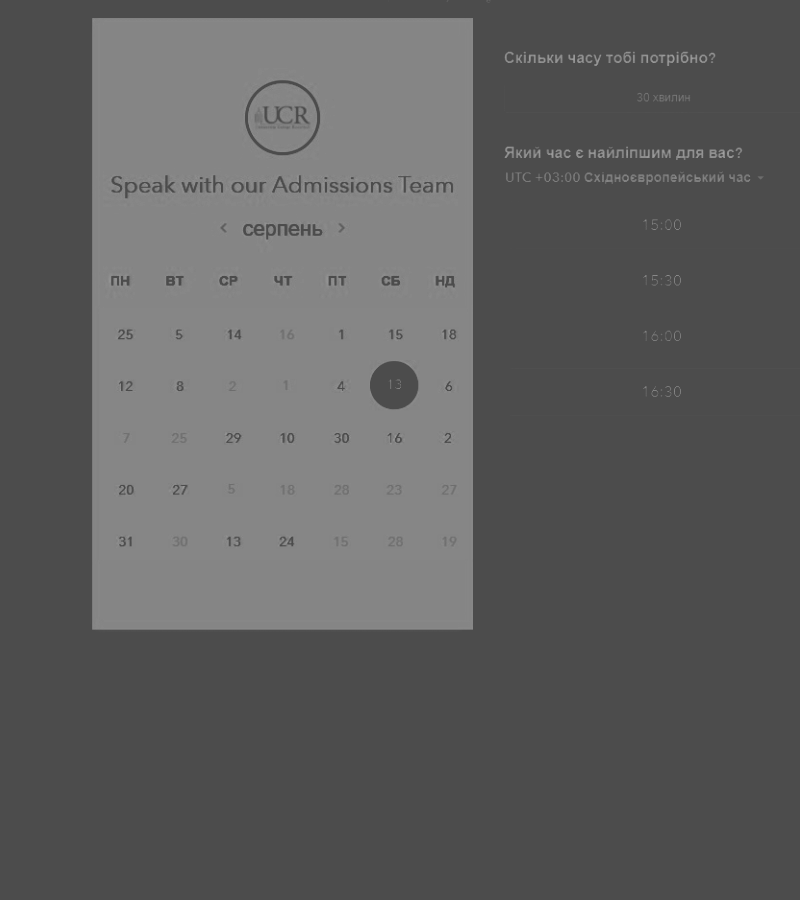 UCR
Speak with our Admissions Team
серпень
ПН ВТ СР ЧТ ПТ СБ НД
25 5 14 16 1 15 18
12 8 2 1 4 13 6
7 25 29 10 30 16 2
20 27 5 18 28 23 27
31 30 13 24 15 28 19
Скільки часу тобі потрібно?
30 хвилин
Який час є найліпшим для вас?
UTC +03:00 Східноєвропейський час
15:00
15:30
16:00
16:30